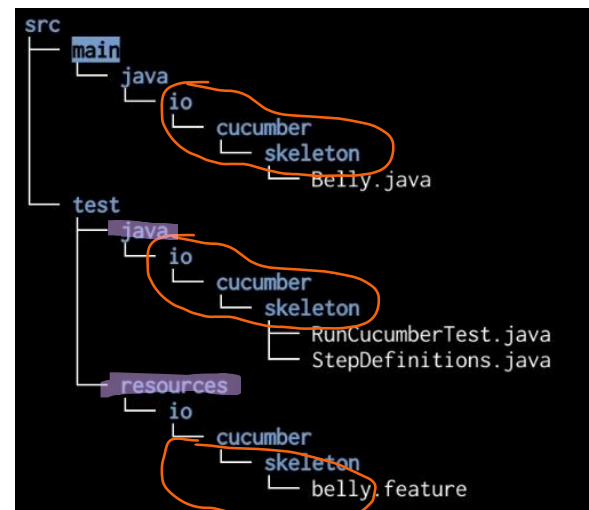 src
main
java
io
cucumber
skeleton
Belly.java
test
java
io
cucumber
skeleton
RunCucumberTest.java
StepDefinitions.java
resources
io
cucumber
skeleton
belly.feature